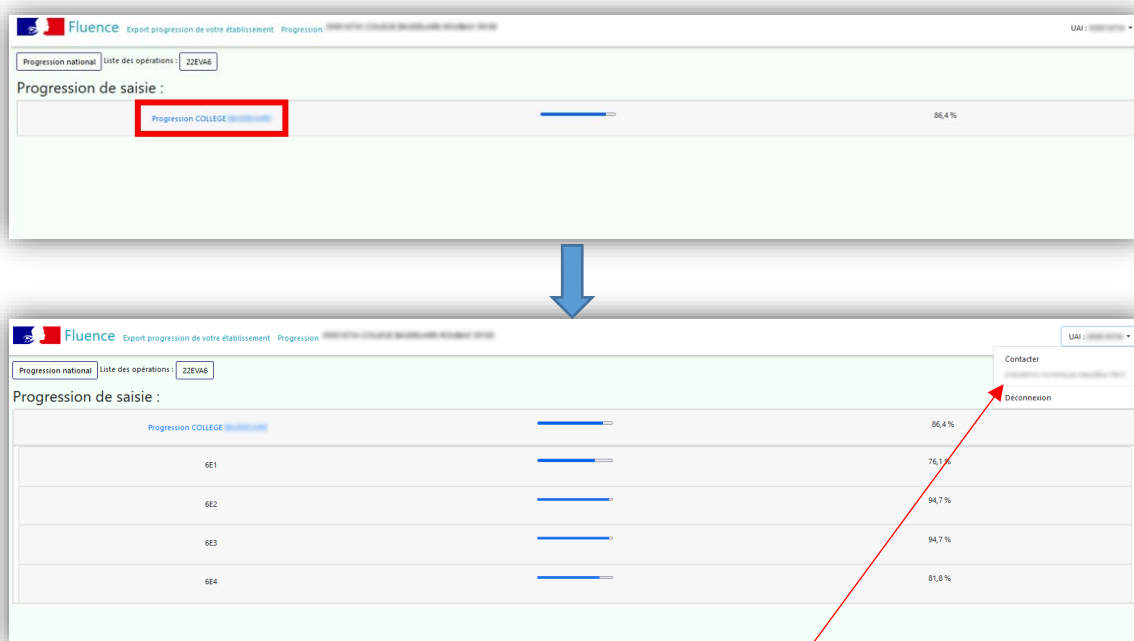 Fluence Export progression de votre établissement Progression UAI :
Progression national Liste des opérations : 22EVA6
Progression de saisie :
Progression COLLEGE 86,4 %
Fluence Export progression de votre établissement Progression UAI :
Contacter
Progression national Liste des opérations : 22EVA6
Déconnexion
Progression de saisie :
Progression COLLEGE 86,4 %
6E1 76,1 %
6E2 94,7 %
6E3 94,7 %
6E4 81,8 %